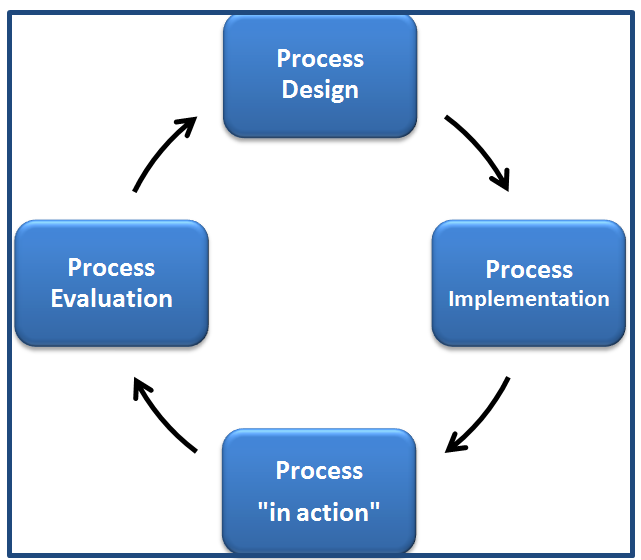 Process
Design
Process
Evaluation
Process
Implementation
Process
"in action"